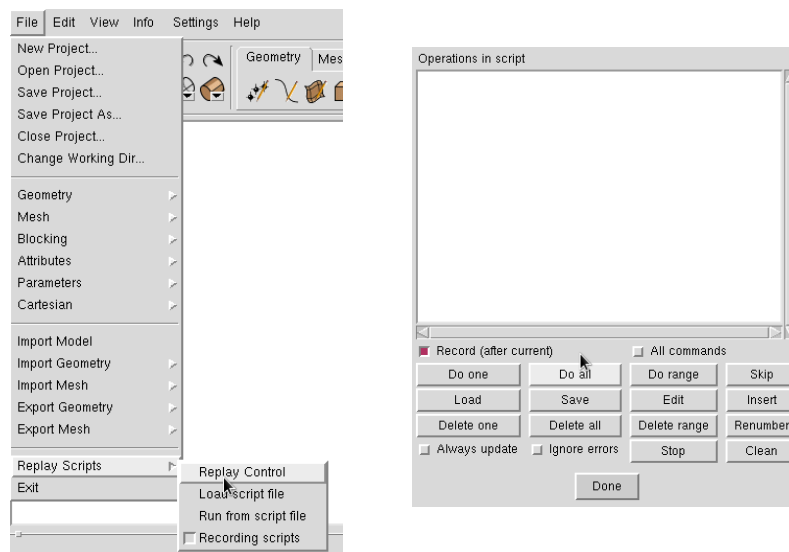 File Edit View Info Settings Help
New Project...
Open Project...
Save Project...
Save Project As...
Close Project...
Change Working Dir...
Geometry Mes
Geometry
Mesh
Blocking
Attributes
Parameters
Cartesian
Import Model
Import Geometry
Import Mesh
Export Geometry
Export Mesh
Replay Scripts
Exit
Replay Control
Load script file
Run from script file
Recording scripts
Operations in script
Record (after current) All commands
Do one Do all Do range Skip
Load Save Edit Insert
Delete one Delete all Delete range Renumber
Always update Ignore errors Stop Clean
Done